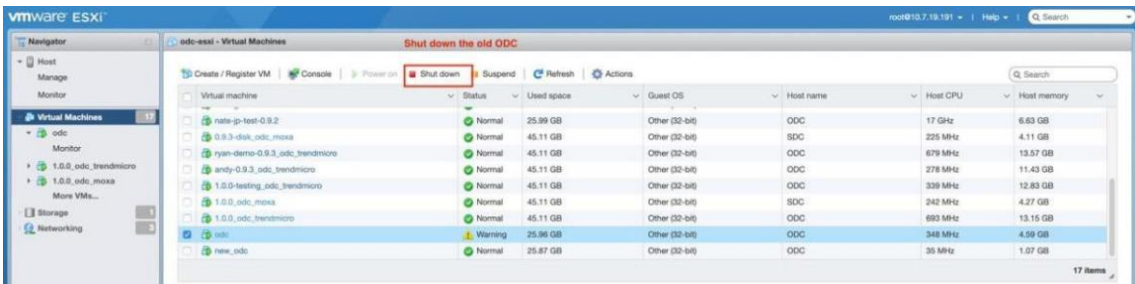 vmware ESXi
root@10.7.19.191
Help
Search
Navigator
odc-esxi - Virtual Machines
Shut down the old ODC
Host
Manage
Monitor
Virtual Machines 17
odc
Monitor
1.0.0_odc_trendmicro
1.0.0_odc_moxa
More VMs...
Storage 1
Networking 3
Create / Register VM | Console | Power on Shut down Suspend | Refresh | Actions
Search
Virtual machine Status Used space Guest OS Host name Host CPU Host memory
nate-jp-test-0.9.2 Normal 25.99 GB Other (32-bit) ODC 17 GHz 6.63 GB
0.9.3-disk_odc_moxa Normal 45.11 GB Other (32-bit) SDC 225 MHz 4.11 GB
ryan-demo-0.9.3_odc_trendmicro Normal 45.11 GB Other (32-bit) ODC 679 MHz 13.57 GB
andy-0.9.3_odc_trendmicro Normal 45.11 GB Other (32-bit) ODC 278 MHz 11.43 GB
1.0.0-testing_odc_trendmicro Normal 45.11 GB Other (32-bit) ODC 339 MHz 12.83 GB
1.0.0_odc_moxa Normal 45.11 GB Other (32-bit) SDC 242 MHz 4.27 GB
1.0.0_odc_trendmicro Normal 45.11 GB Other (32-bit) ODC 693 MHz 13.15 GB
odc Warning 25.96 GB Other (32-bit) ODC 348 MHz 4.59 GB
new_odc Normal 25.87 GB Other (32-bit) ODC 35 MHz 1.07 GB
17 items